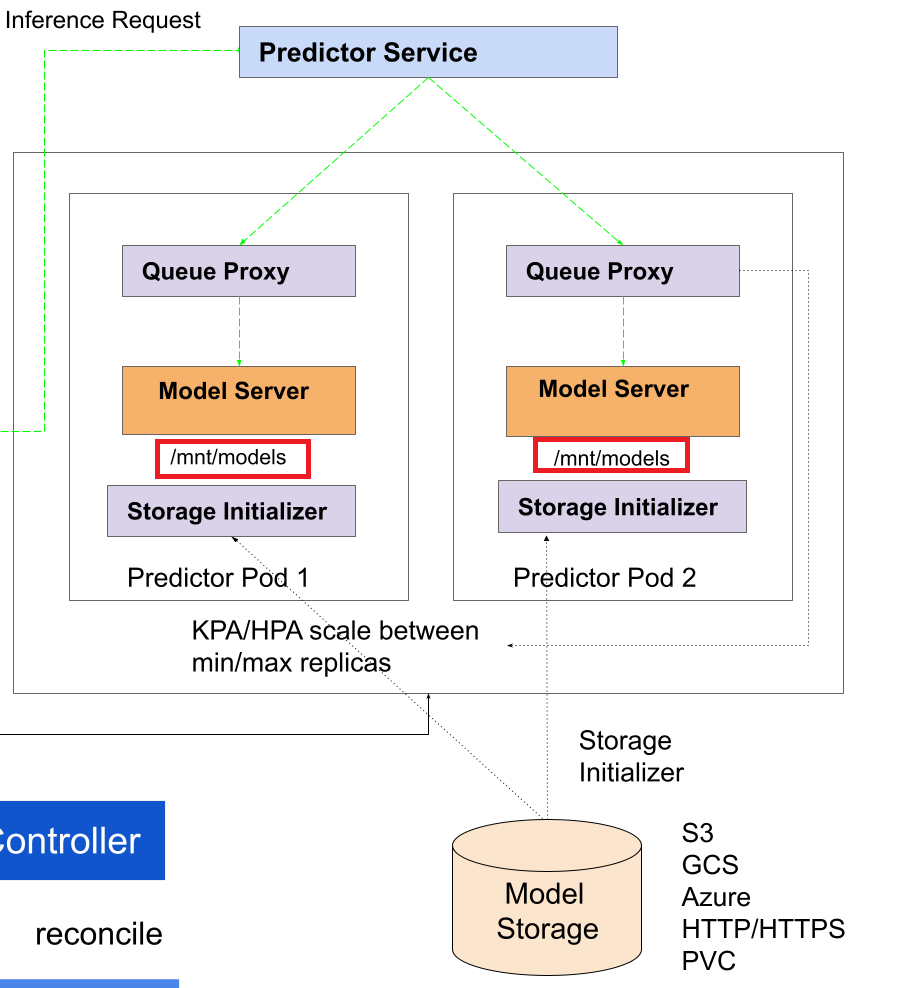 Inference Request
Predictor Service
Queue Proxy
Queue Proxy
Model Server
Model Server
/mnt/models
/mnt/models
Storage Initializer
Storage Initializer
Predictor Pod 1
Predictor Pod 2
KPA/HPA scale between
min/max replicas
Storage
Initializer
Controller
reconcile
Model
Storage
S3
GCS
Azure
HTTP/HTTPS
PVC